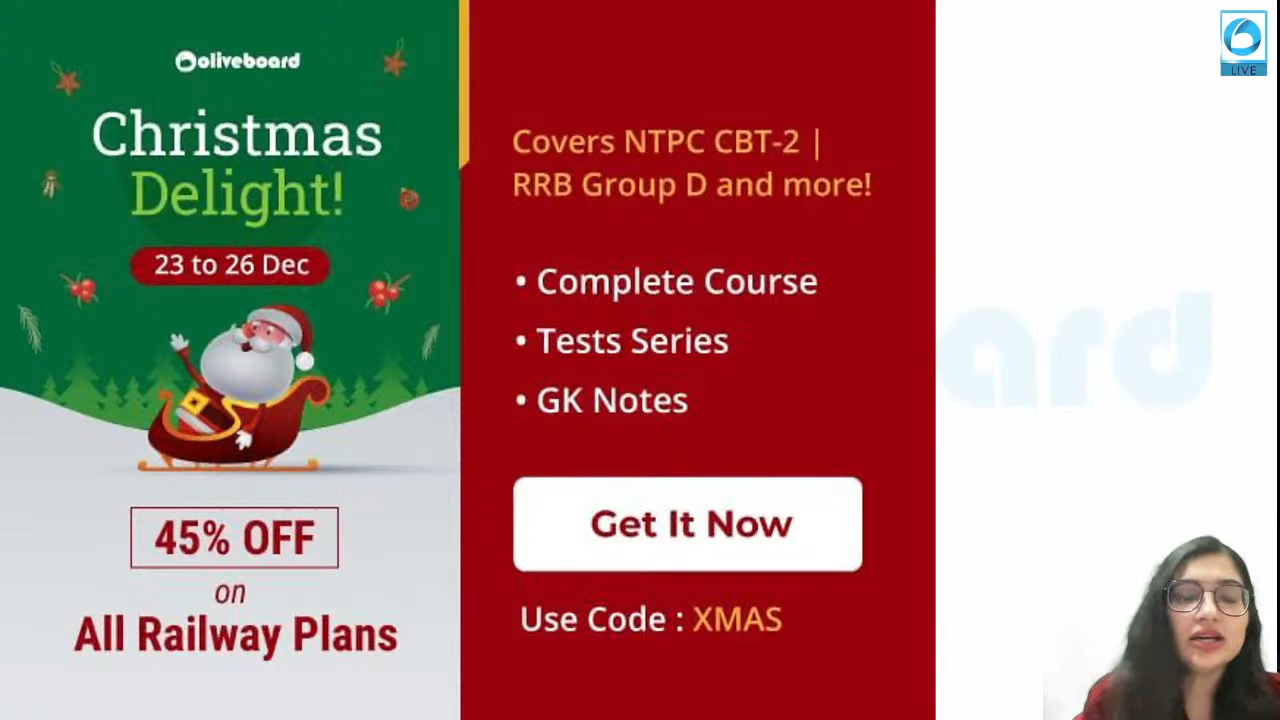 oliveboard
Christmas
Delight!
23 to 26 Dec
45% OFF
on
All Railway Plans
Covers NTPC CBT-2 |
RRB Group D and more!
• Complete Course
• Tests Series
• GK Notes
Get It Now
Use Code : XMAS
ard
LIVE